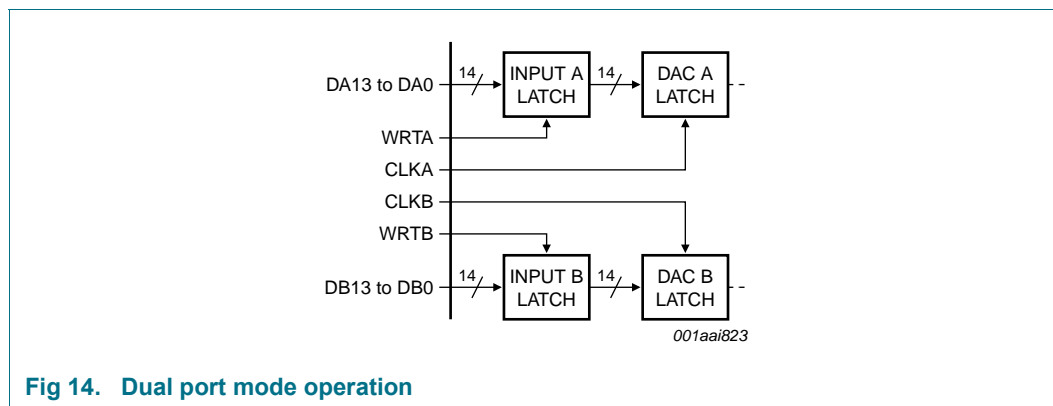 DA13 to DA0
14
INPUT A
LATCH
14
DAC A
LATCH
WRTA
CLKA
CLKB
WRTB
DB13 to DB0
14
INPUT B
LATCH
14
DAC B
LATCH
001aai823
Fig 14. Dual port mode operation